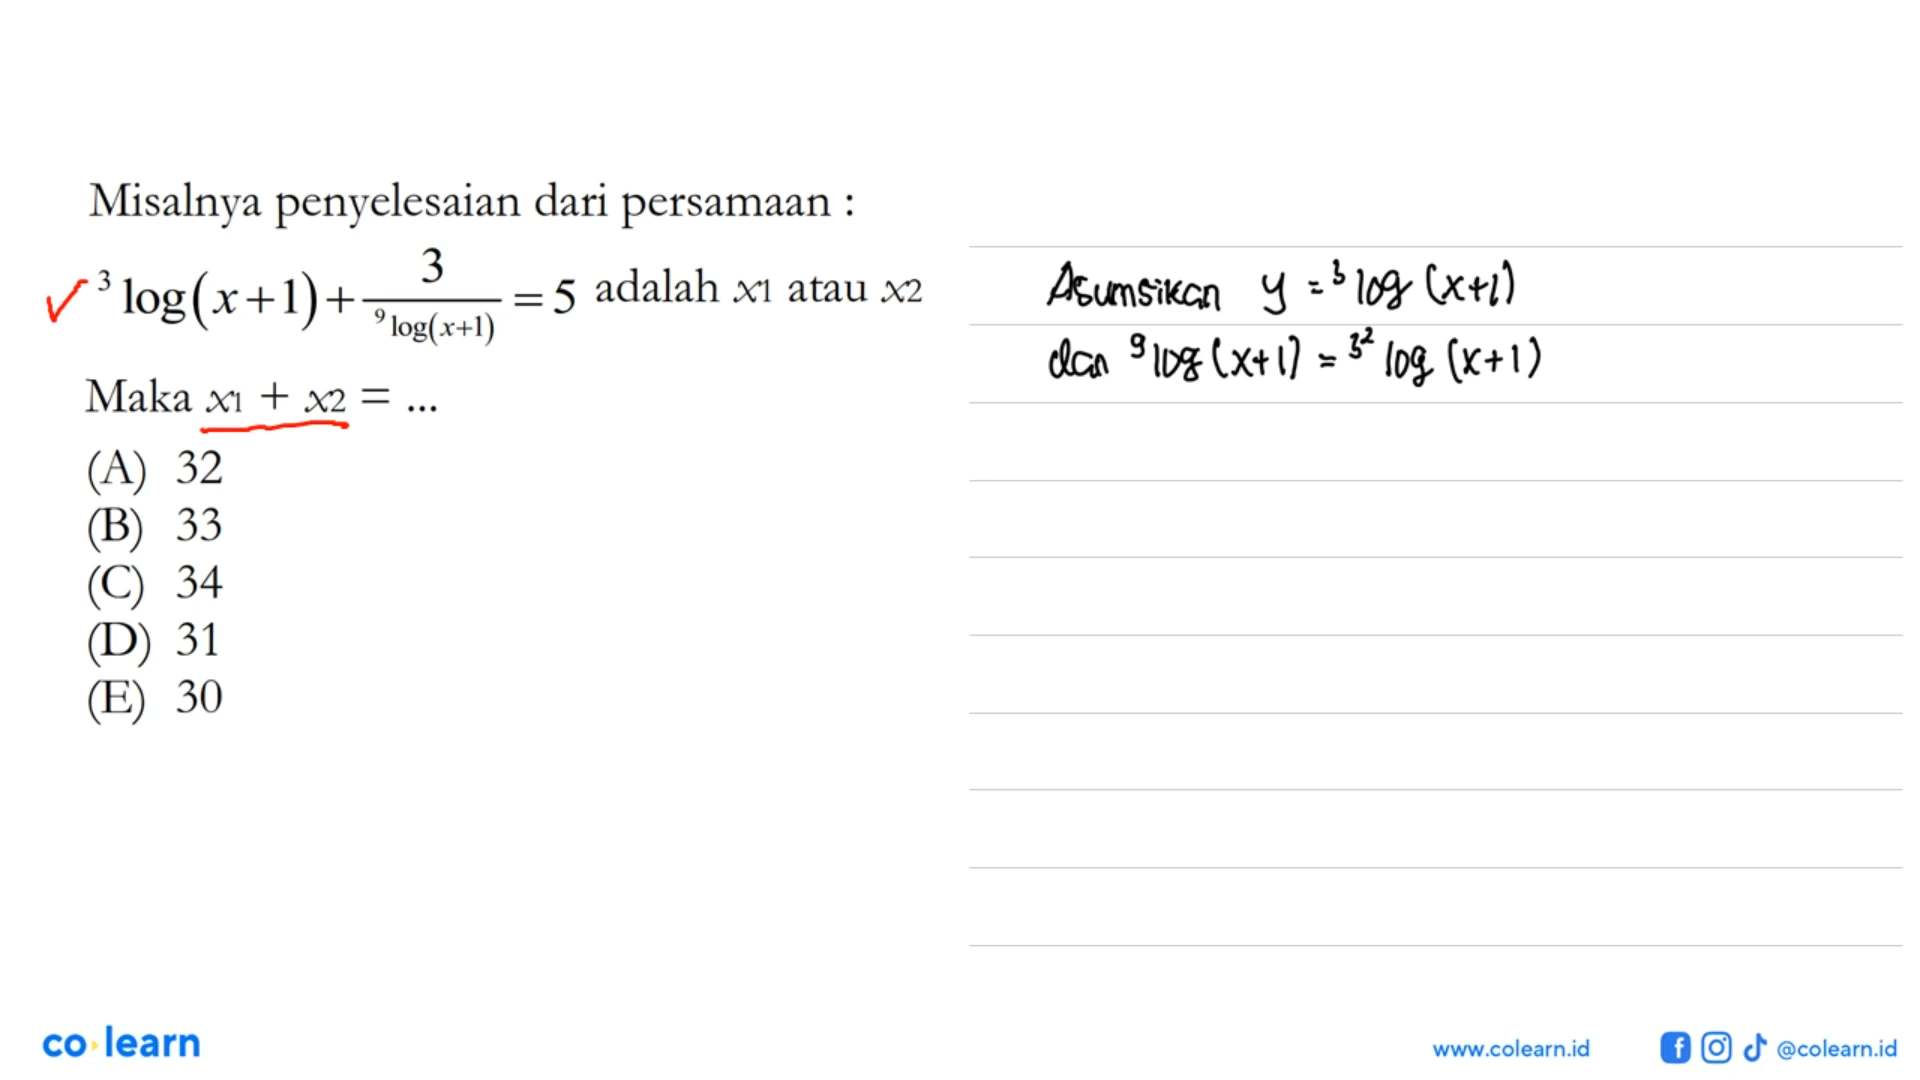 Misalnya penyelesaian dari persamaan :
³log(x+1)+3/⁹log(x+1)=5 adalah x1 atau x2
Maka x1 + x2 = ...
(A) 32
(B) 33
(C) 34
(D) 31
(E) 30
Asumsikan y = ³log (x+1)
dan ⁹log (x+1) = ³²log (x+1)
co learn
www.colearn.id
@colearn.id